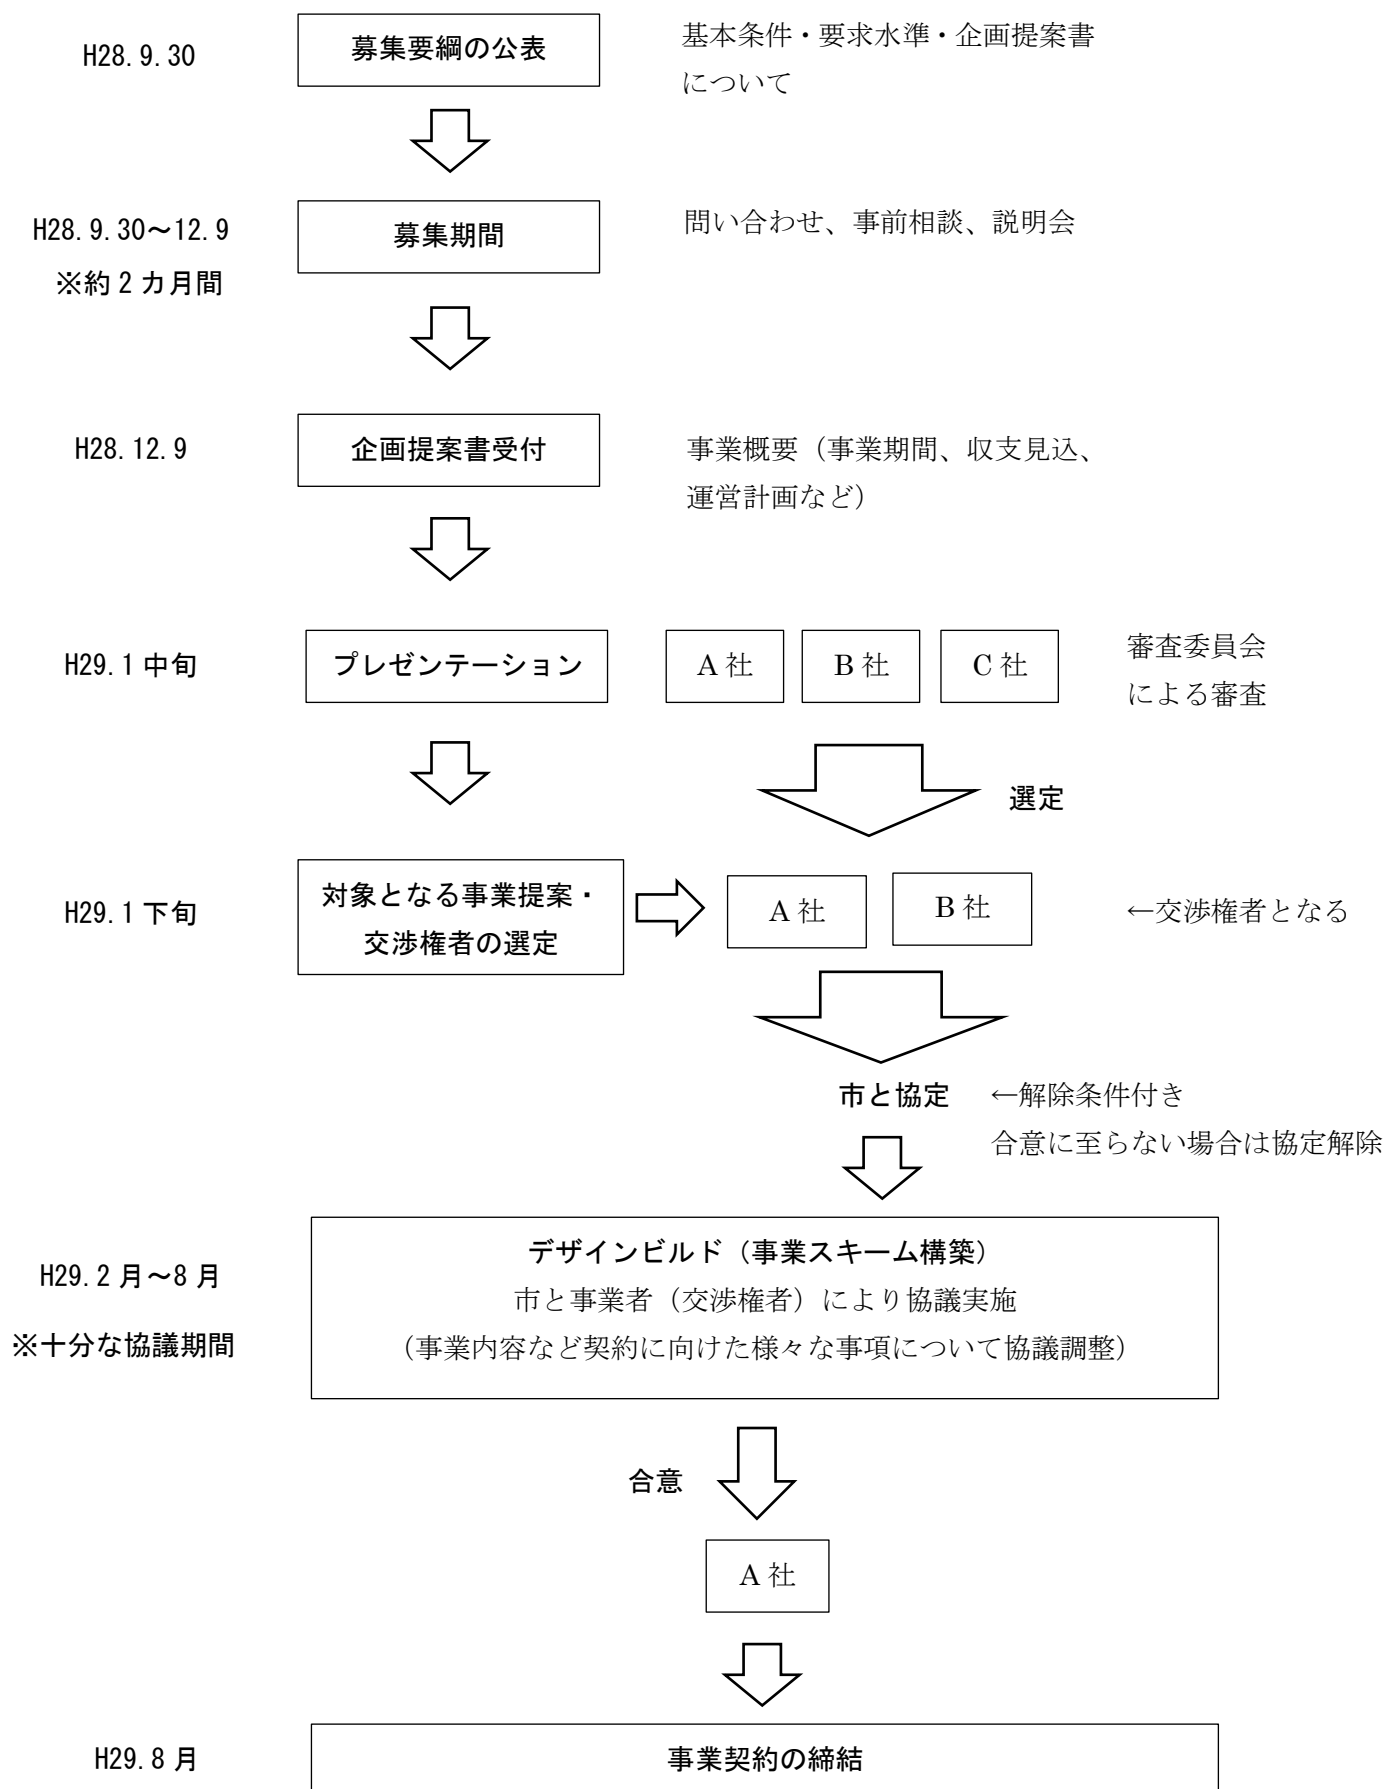 H28.9.30
募集要綱の公表
基本条件・要求水準・企画提案書
について
H28.9.30～12.9
※約2カ月間
募集期間
問い合わせ、事前相談、説明会
H28.12.9
企画提案書受付
事業概要（事業期間、収支見込、
運営計画など）
H29.1中旬
プレゼンテーション
A社
B社
C社
審査委員会
による審査
選定
H29.1下旬
対象となる事業提案・
交渉権者の選定
A社
B社
←交渉権者となる
市と協定
←解除条件付き
合意に至らない場合は協定解除
H29.2月～8月
※十分な協議期間
デザインビルド（事業スキーム構築）
市と事業者（交渉権者）により協議実施
（事業内容など契約に向けた様々な事項について協議調整）
合意
A社
H29.8月
事業契約の締結